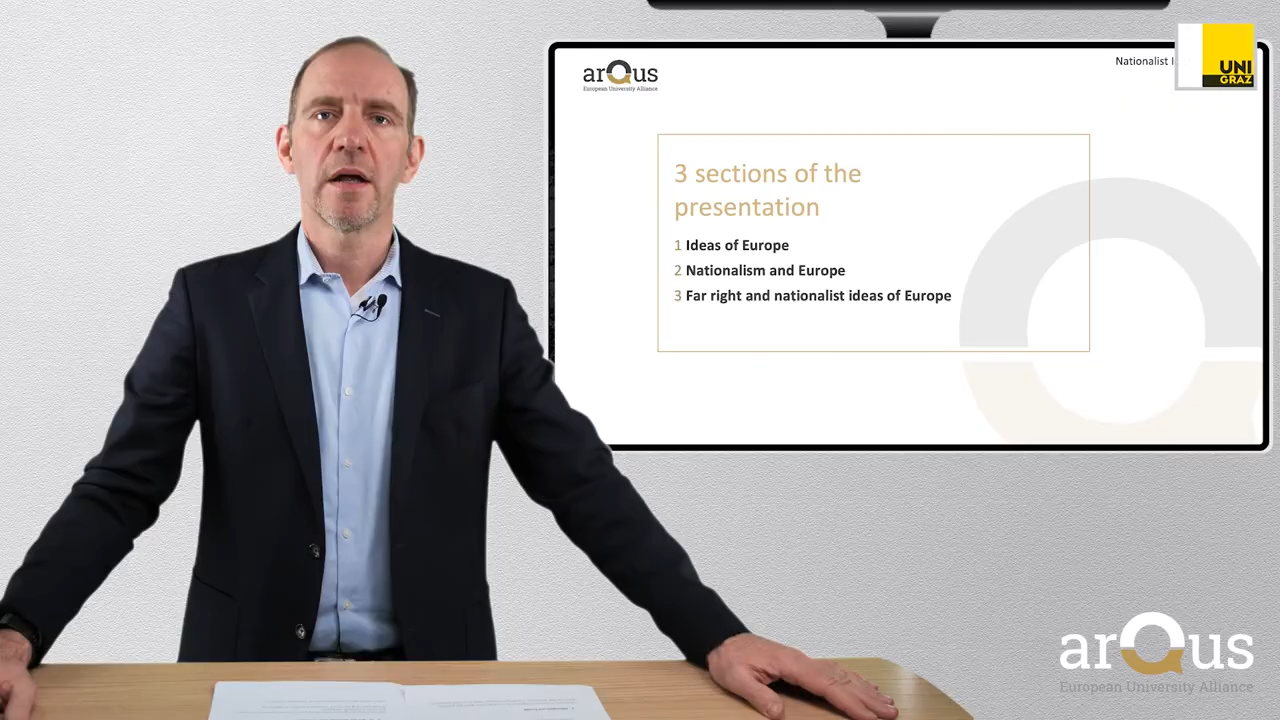 arQus
European University Alliance
Nationalist
UNI
GRAZ
3 sections of the
presentation
1 Ideas of Europe
2 Nationalism and Europe
3 Far right and nationalist ideas of Europe
arQus
European University Alliance